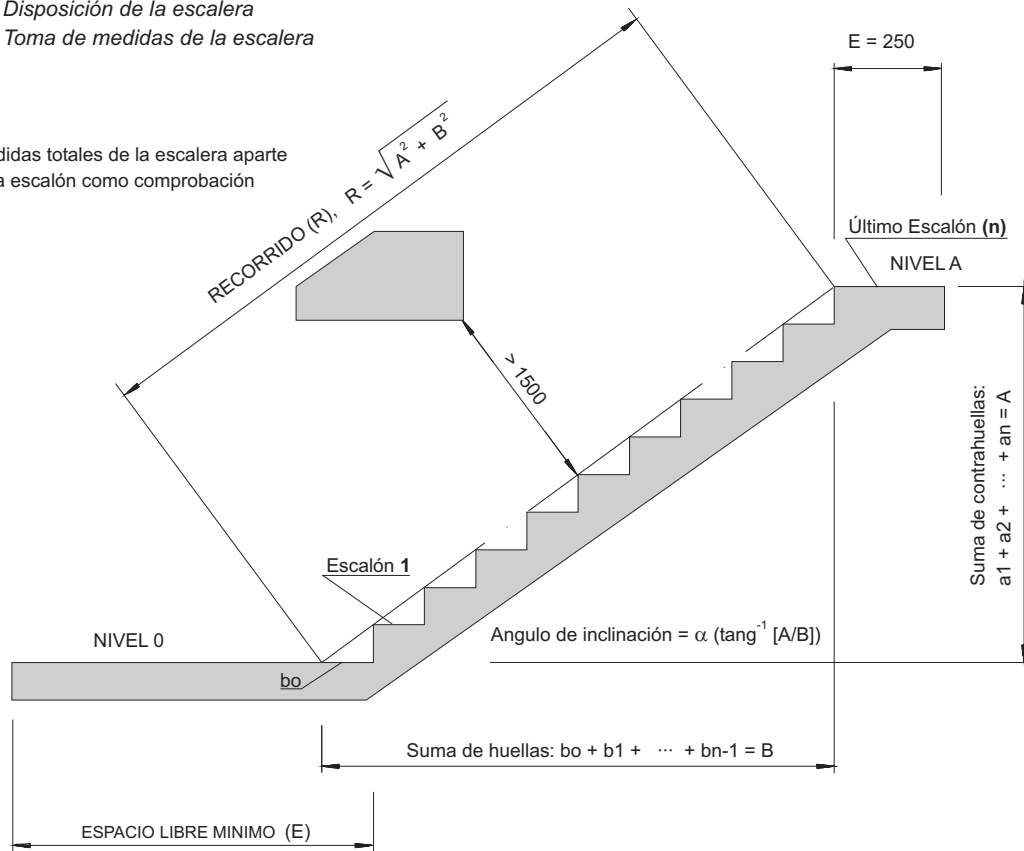 Disposición de la escalera
Toma de medidas de la escalera
E = 250
didas totales de la escalera aparte
a escalón como comprobación
RECORRIDO (R), R = √A² + B²
Último Escalón (n)
NIVEL A
> 1500
Suma de contrahuellas:
a1 + a2 + ··· + an = A
Escalón 1
NIVEL 0
Angulo de inclinación = α (tang⁻¹ [A/B])
bo
Suma de huellas: bo + b1 + ··· + bn-1 = B
ESPACIO LIBRE MINIMO (E)